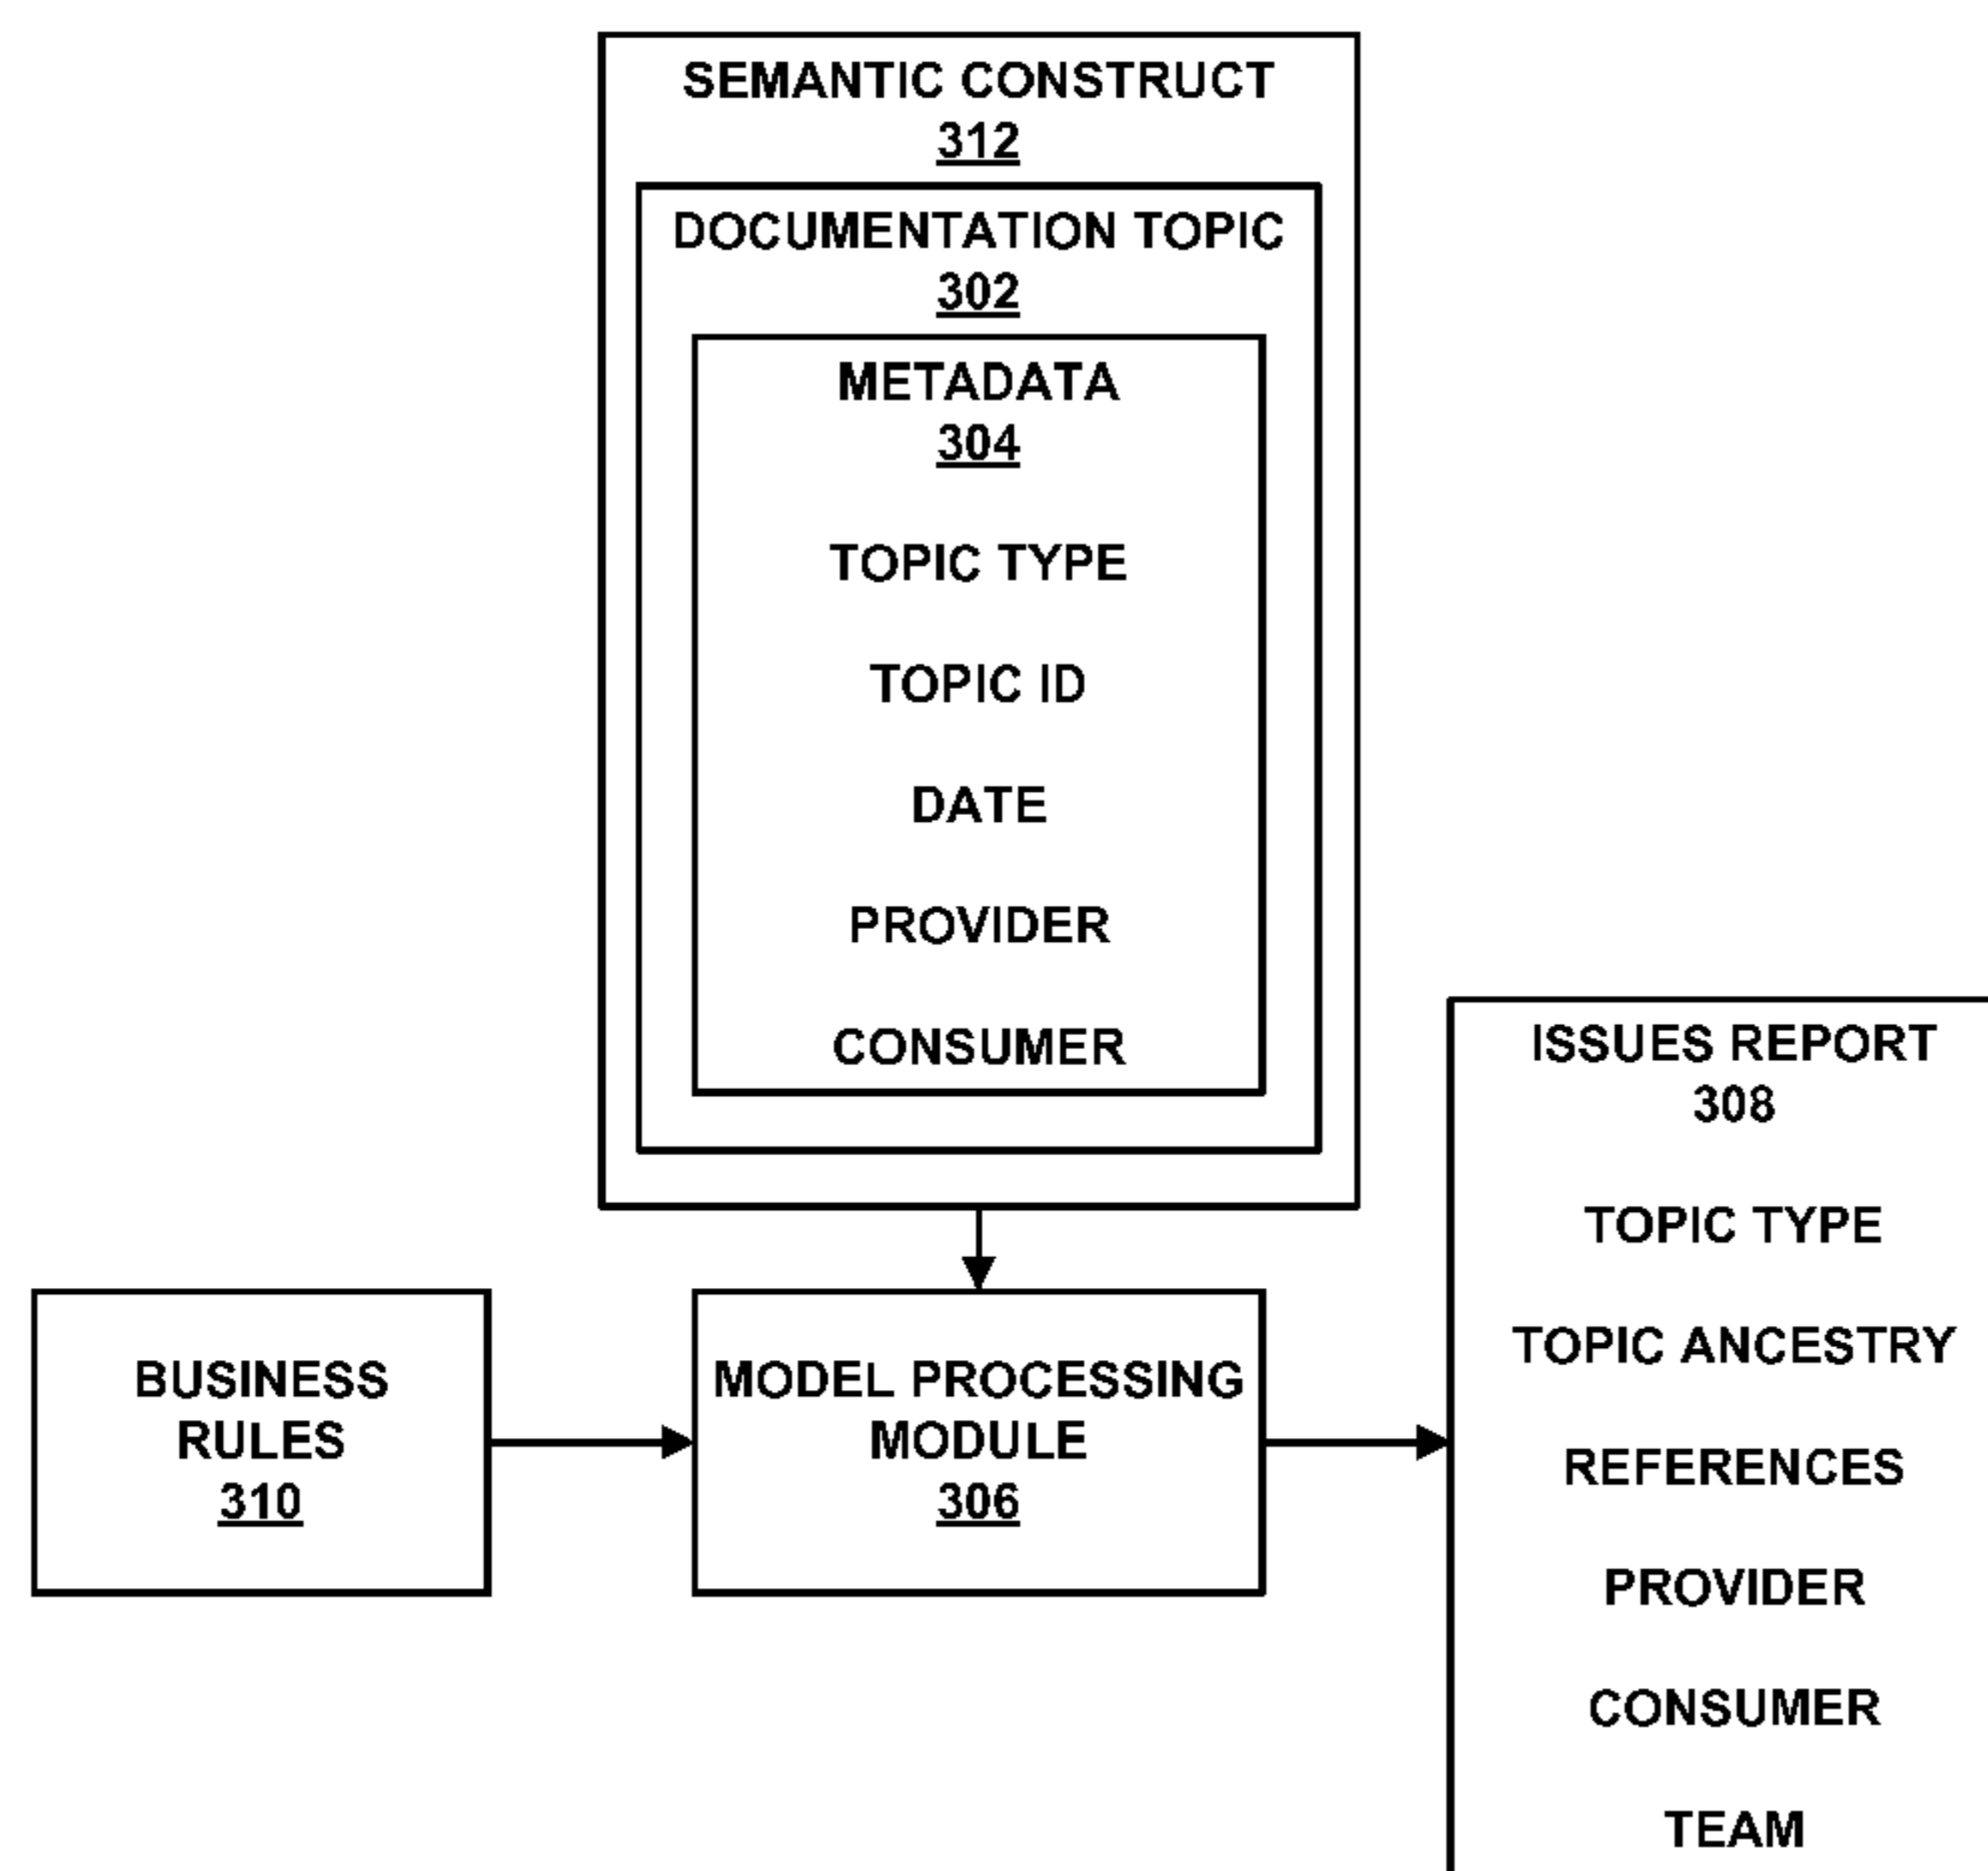 SEMANTIC CONSTRUCT
312
DOCUMENTATION TOPIC
302
METADATA
304
TOPIC TYPE
TOPIC ID
DATE
PROVIDER
CONSUMER
BUSINESS
RULES
310
MODEL PROCESSING
MODULE
306
ISSUES REPORT
308
TOPIC TYPE
TOPIC ANCESTRY
REFERENCES
PROVIDER
CONSUMER
TEAM